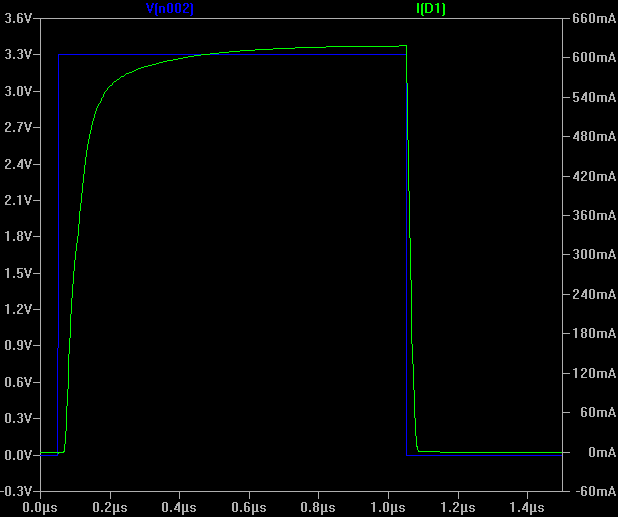 V(n002) I(D1)
3.6V 660mA
3.3V 600mA
3.0V 540mA
2.7V 480mA
2.4V 420mA
2.1V 360mA
1.8V 300mA
1.5V 240mA
1.2V 180mA
0.9V 120mA
0.6V 60mA
0.3V 0mA
0.0V -60mA
-0.3V
0.0µs 0.2µs 0.4µs 0.6µs 0.8µs 1.0µs 1.2µs 1.4µs